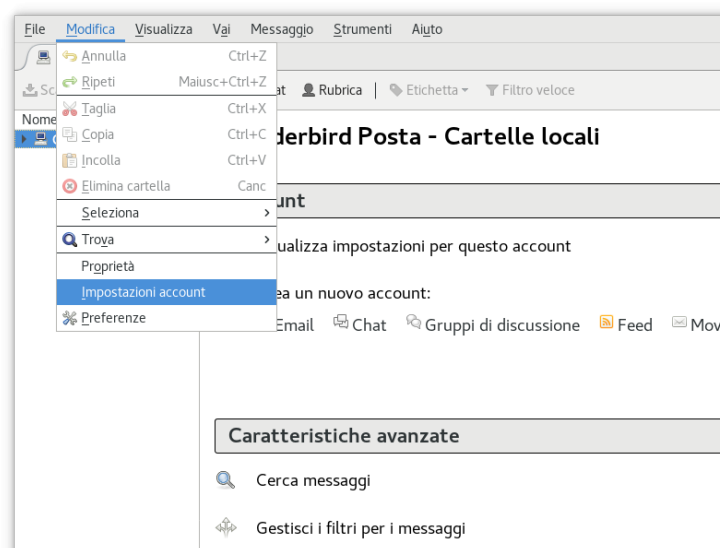 File Modifica Visualizza Vai Messaggio Strumenti Aiuto
Annulla Ctrl+Z
Ripeti Maiusc+Ctrl+Z
Rubrica Etichetta Filtro veloce
Taglia Ctrl+X
Nome
Copia Ctrl+C
derbird Posta - Cartelle locali
Incolla Ctrl+V
Elimina cartella Canc
Seleziona
unt
Trova
ualizza impostazioni per questo account
Proprietà
Impostazioni account
ea un nuovo account:
Preferenze
Email Chat Grupp di discussione Feed Mov
Caratteristiche avanzate
Cerca messaggi
Gestisci i filtri per i messaggi